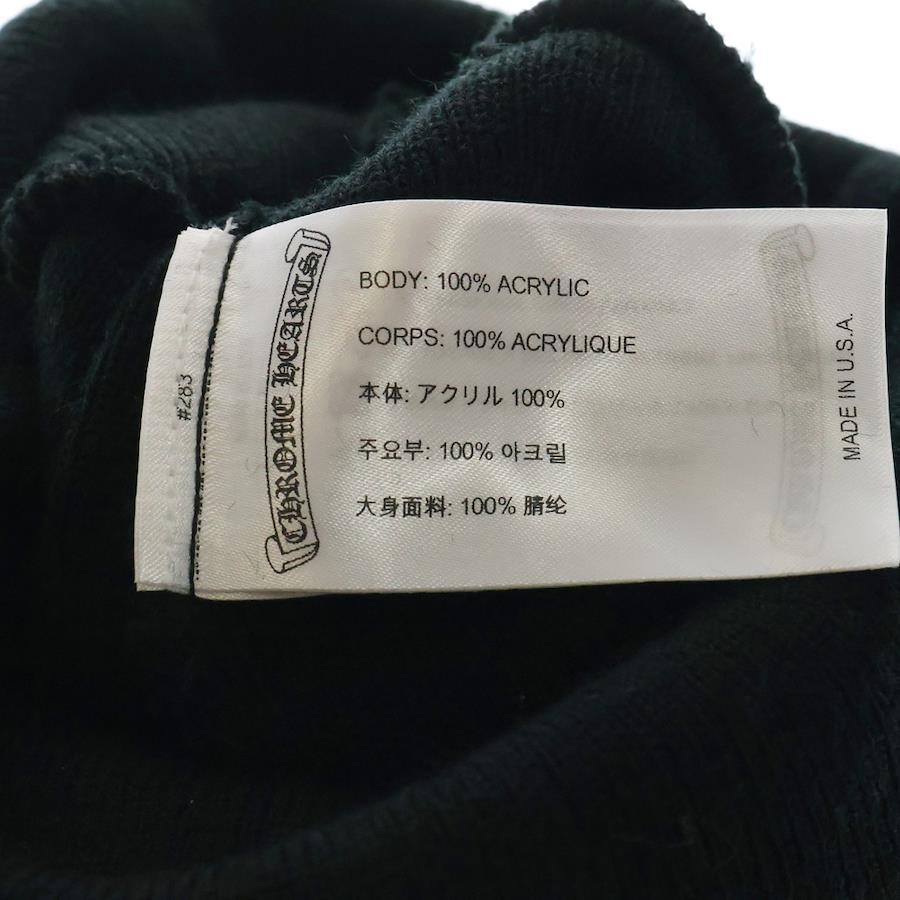 #283
CHROME HEARTS
BODY: 100% ACRYLIC
CORPS: 100% ACRYLIQUE
本体: アクリル 100%
주요부: 100% 아크릴
大身面料: 100% 腈纶
MADE IN U.S.A.